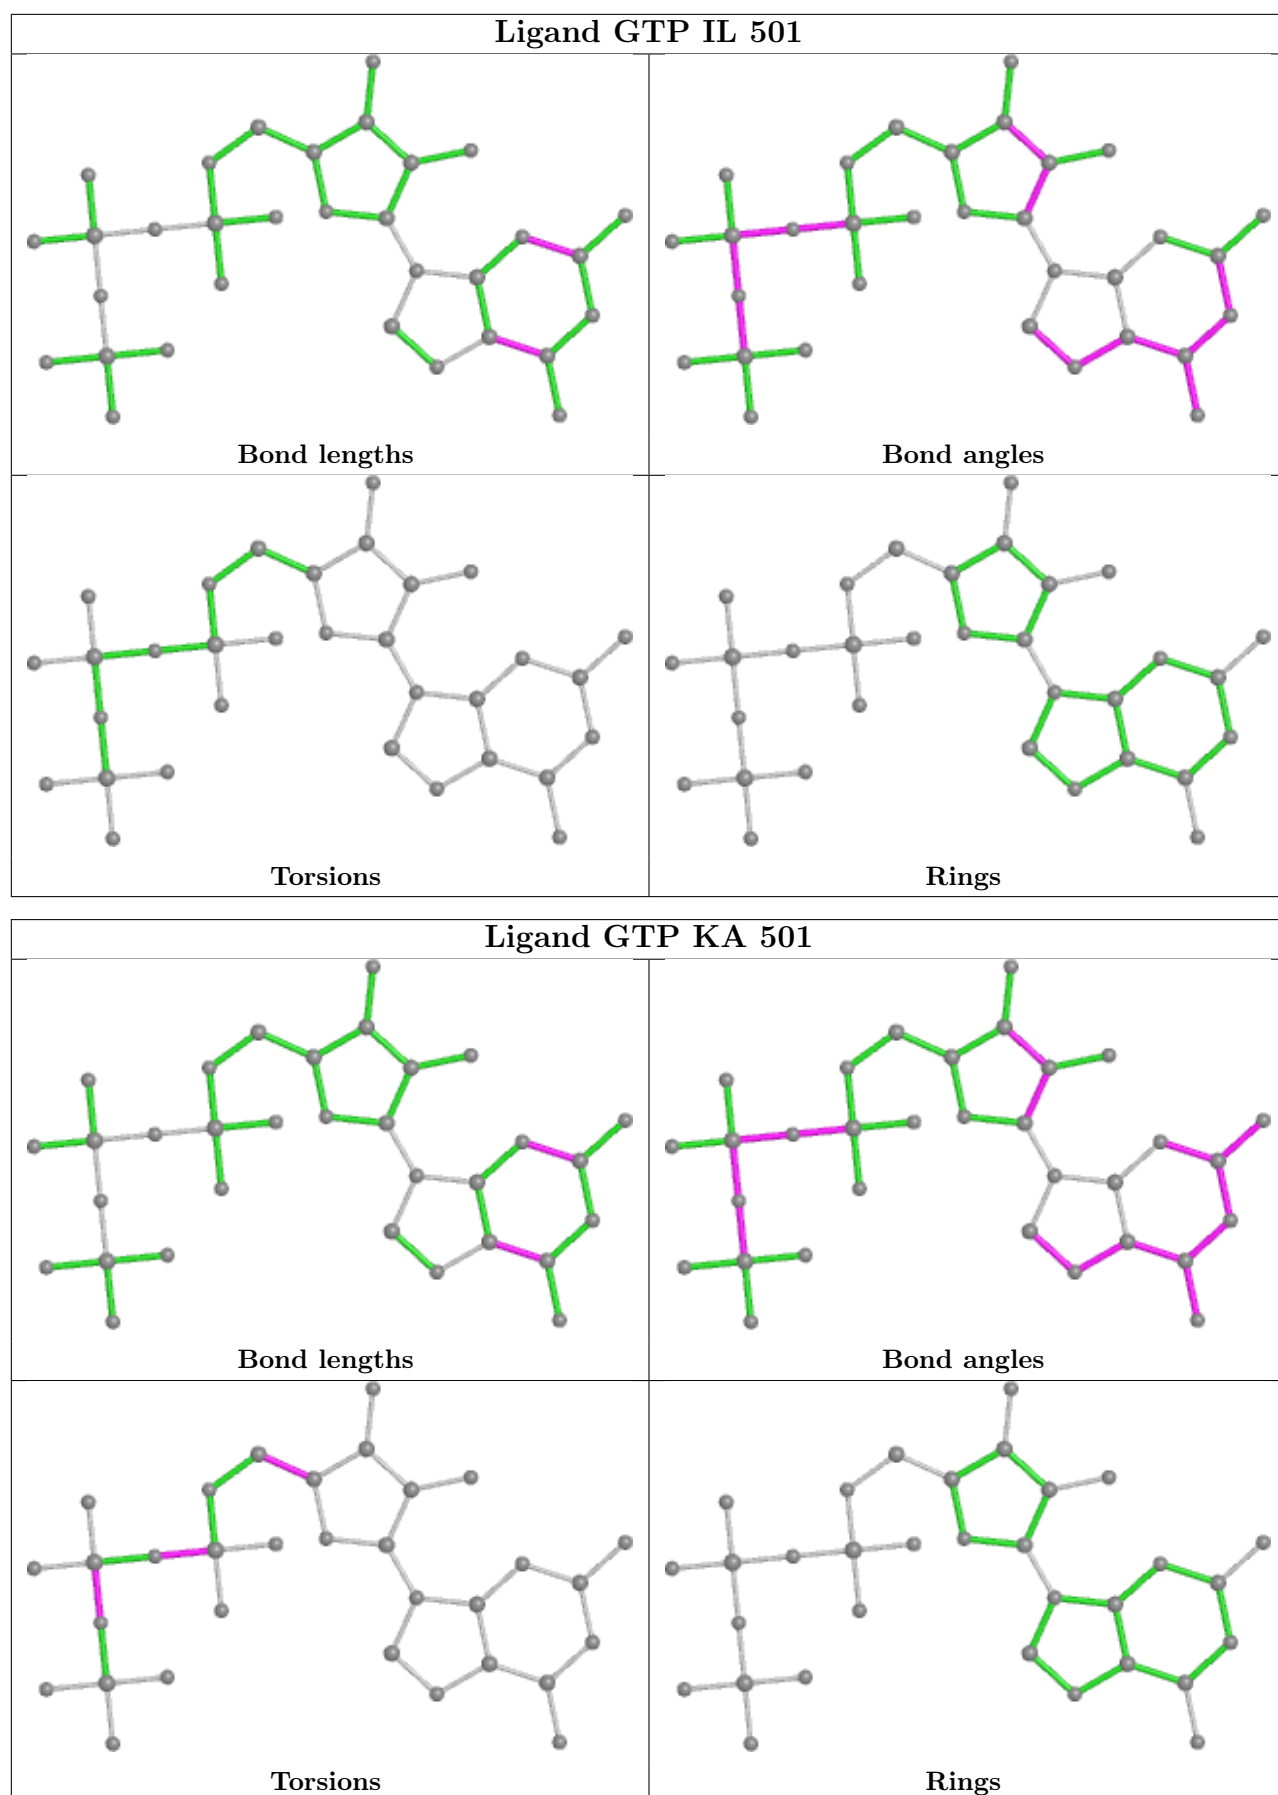 Ligand GTP IL 501
Bond lengths
Bond angles
Torsions
Rings
Ligand GTP KA 501
Bond lengths
Bond angles
Torsions
Rings